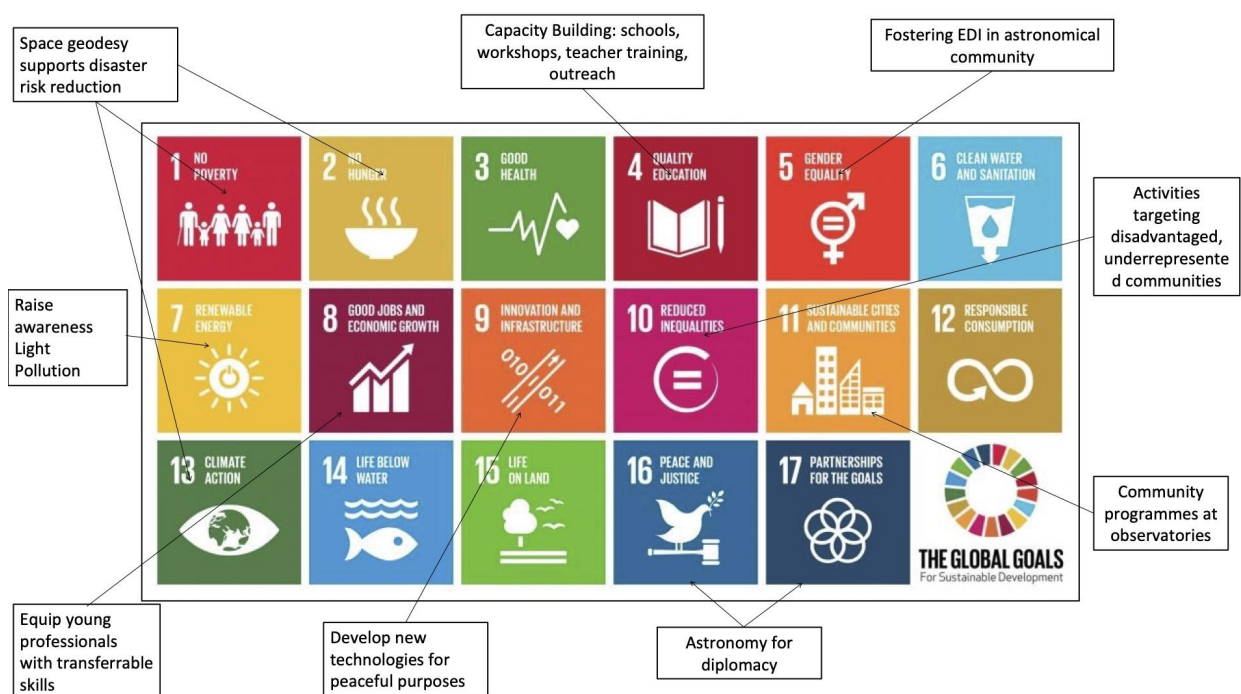 Space geodesy
supports disaster
risk reduction
Capacity Building: schools,
workshops, teacher training,
outreach
Fostering EDI in astronomical
community
1 NO
POVERTY
2 NO
HUNGER
3 GOOD
HEALTH
4 QUALITY
EDUCATION
5 GENDER
EQUALITY
6 CLEAN WATER
AND SANITATION
Activities
targeting
disadvantaged,
underrepresente
d communities
Raise
awareness
Light
Pollution
7 RENEWABLE
ENERGY
8 GOOD JOBS AND
ECONOMIC GROWTH
9 INNOVATION AND
INFRASTRUCTURE
010
011
10 REDUCED
INEQUALITIES
11 SUSTAINABLE CITIES
AND COMMUNITIES
12 RESPONSIBLE
CONSUMPTION
13 CLIMATE
ACTION
14 LIFE BELOW
WATER
15 LIFE
ON LAND
16 PEACE AND
JUSTICE
17 PARTNERSHIPS
FOR THE GOALS
THE GLOBAL GOALS
For Sustainable Development
Community
programmes at
observatories
Equip young
professionals
with transferrable
skills
Develop new
technologies for
peaceful purposes
Astronomy for
diplomacy